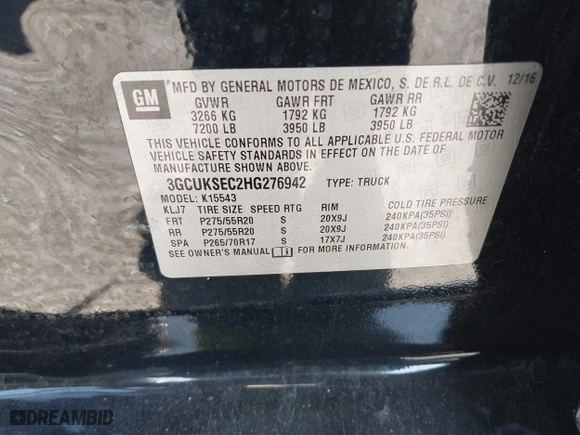 GM
MFD BY GENERAL MOTORS DE MEXICO, S. DE R.L. DE C.V. 12/16
GVWR GAWR FRT GAWR RR
3266 KG 1792 KG 1792 KG
7200 LB 3950 LB 3950 LB
THIS VEHICLE CONFORMS TO ALL APPLICABLE U.S. FEDERAL MOTOR
VEHICLE SAFETY STANDARDS IN EFFECT ON THE DATE OF
MANUFACTURE SHOWN ABOVE.
3GCUKSEC2HG276942 TYPE: TRUCK
MODEL: K15543
KLJ7 TIRE SIZE SPEED RTG RIM COLD TIRE PRESSURE
FRT P275/55R20 S 20X9J 240KPA(35PSI)
RR P275/55R20 S 20X9J 240KPA(35PSI)
SPA P265/70R17 S 17X7J 240KPA(35PSI)
SEE OWNER'S MANUAL FOR MORE INFORMATION.
DREAMBID